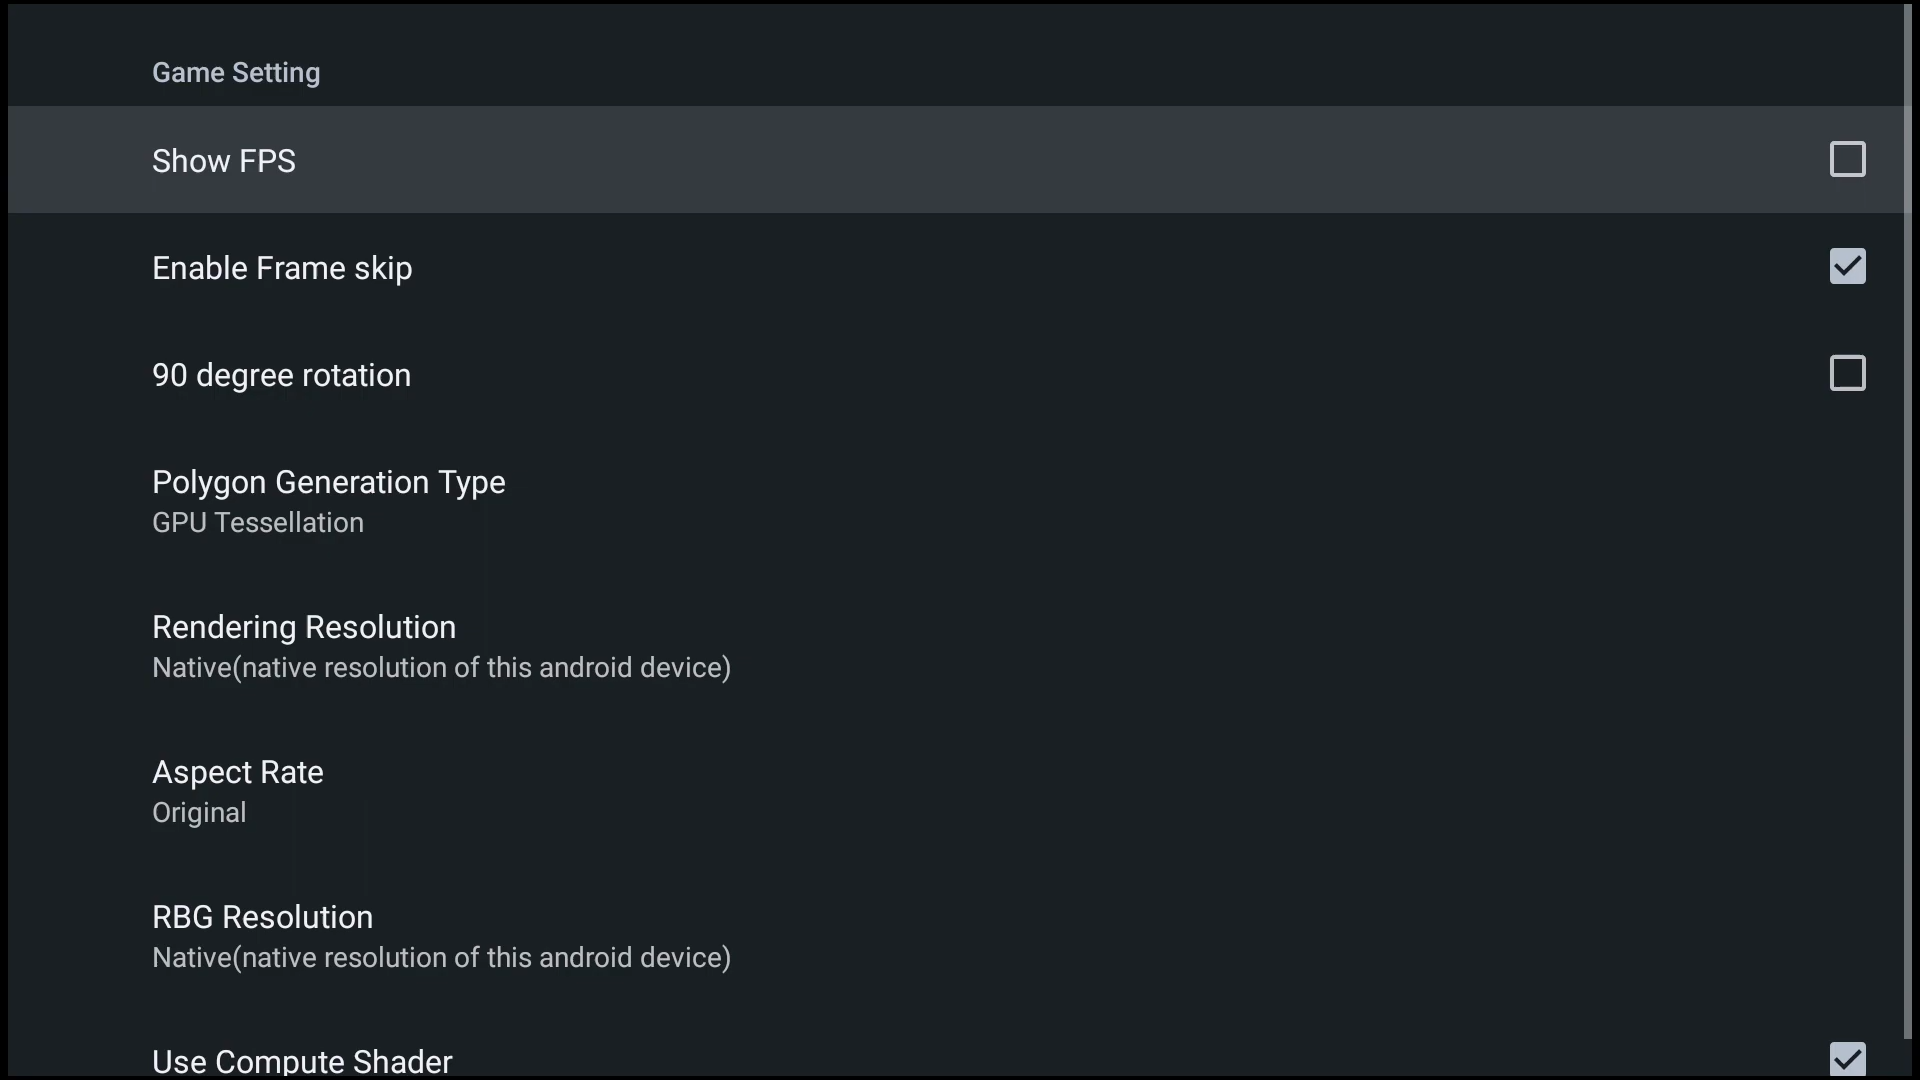 Game Setting
Show FPS
Enable Frame skip
90 degree rotation
Polygon Generation Type
GPU Tessellation
Rendering Resolution
Native(native resolution of this android device)
Aspect Rate
Original
RBG Resolution
Native(native resolution of this android device)
Use Compute Shader